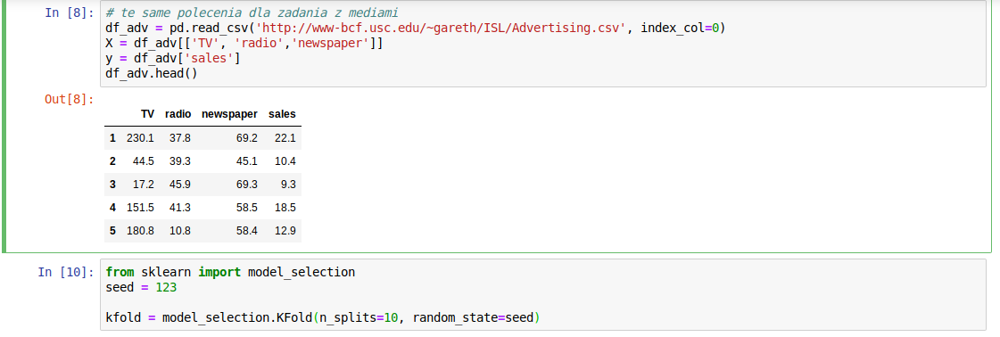 In [8]: # te same polecenia dla zadania z mediami
df_adv = pd.read_csv('http://www-bcf.usc.edu/~gareth/ISL/Advertising.csv', index_col=0)
X = df_adv[['TV', 'radio','newspaper']]
y = df_adv['sales']
df_adv.head()
Out[8]:
TV radio newspaper sales
1 230.1 37.8 69.2 22.1
2 44.5 39.3 45.1 10.4
3 17.2 45.9 69.3 9.3
4 151.5 41.3 58.5 18.5
5 180.8 10.8 58.4 12.9
In [10]: from sklearn import model_selection
seed = 123
kfold = model_selection.KFold(n_splits=10, random_state=seed)